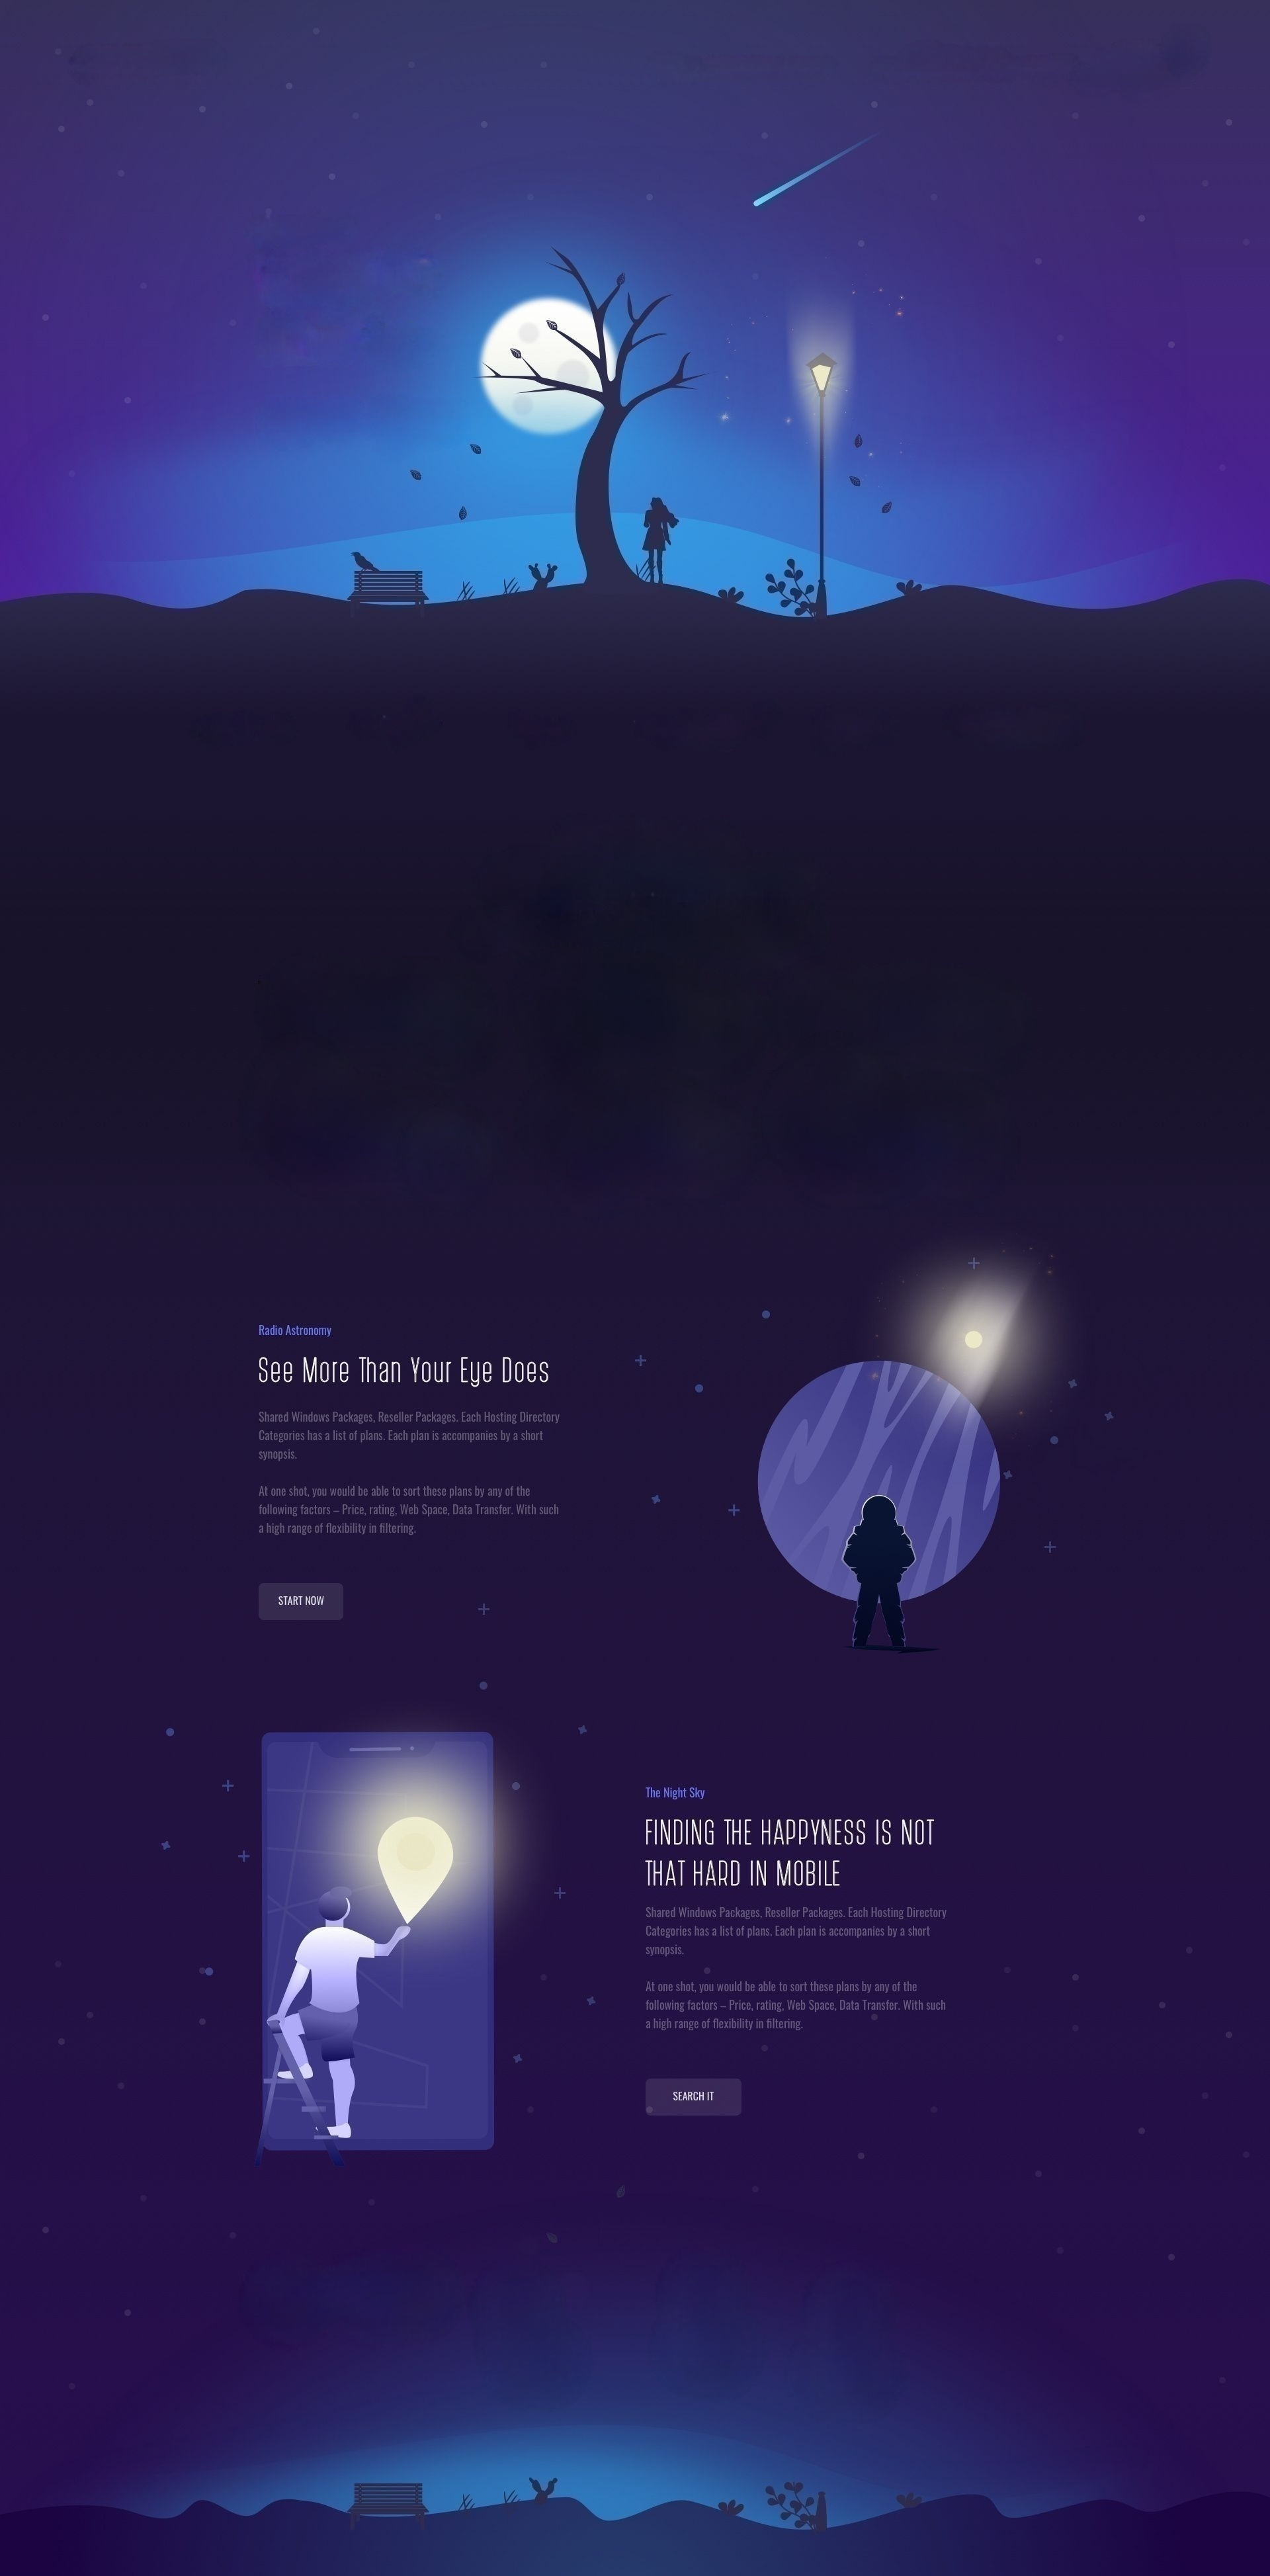 Radio Astronomy
See More Than Your Eye Does
Shared Windows Packages, Reseller Packages. Each Hosting Directory
Categories has a list of plans. Each plan is accompanies by a short
synopsis.
At one shot, you would be able to sort these plans by any of the
following factors – Price, rating, Web Space, Data Transfer. With such
a high range of flexibility in filtering.
START NOW
The Night Sky
FINDING THE HAPPYNESS IS NOT
THAT HARD IN MOBILE
Shared Windows Packages, Reseller Packages. Each Hosting Directory
Categories has a list of plans. Each plan is accompanies by a short
synopsis.
At one shot, you would be able to sort these plans by any of the
following factors – Price, rating, Web Space, Data Transfer. With such
a high range of flexibility in filtering.
SEARCH IT